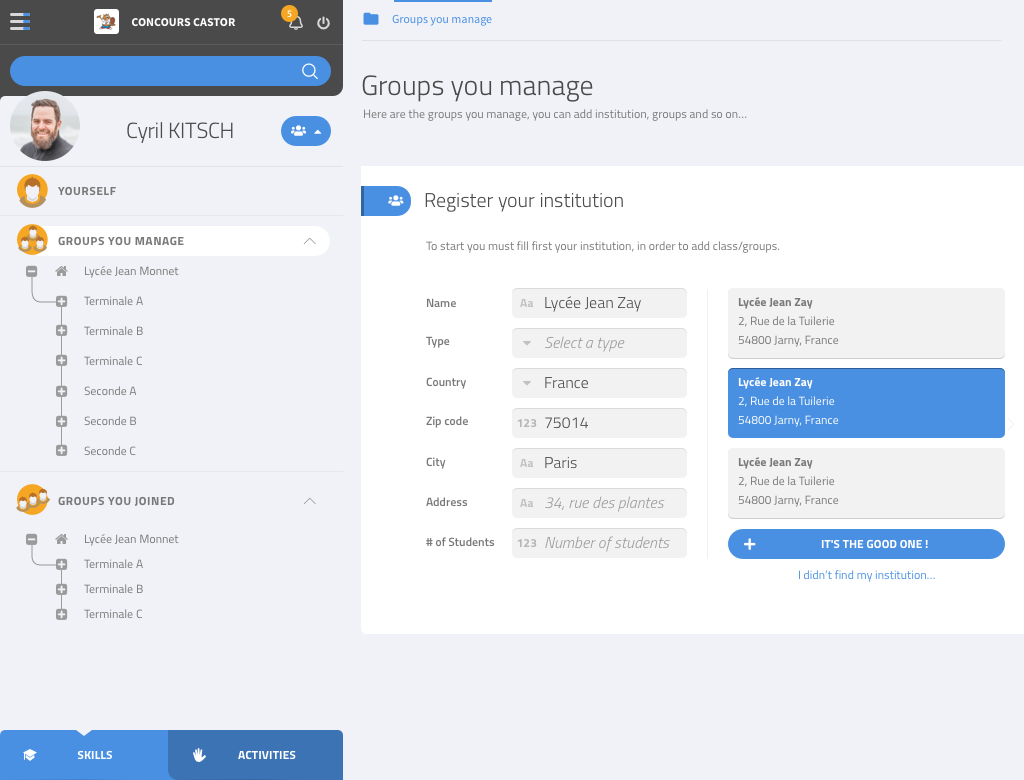 CONCOURS CASTOR
5
Cyril KITSCH
YOURSELF
GROUPS YOU MANAGE
Lycée Jean Monnet
Terminale A
Terminale B
Terminale C
Seconde A
Seconde B
Seconde C
GROUPS YOU JOINED
Lycée Jean Monnet
Terminale A
Terminale B
Terminale C
SKILLS
ACTIVITIES
Groups you manage
Groups you manage
Here are the groups you manage, you can add institution, groups and so on...
Register your institution
To start you must fill first your institution, in order to add class/groups.
Name
Aa Lycée Jean Zay
Type
Select a type
Country
France
Zip code
123 75014
City
Aa Paris
Address
Aa 34, rue des plantes
# of Students
123 Number of students
Lycée Jean Zay
2, Rue de la Tuilerie
54800 Jarny, France
Lycée Jean Zay
2, Rue de la Tuilerie
54800 Jarny, France
Lycée Jean Zay
2, Rue de la Tuilerie
54800 Jarny, France
IT'S THE GOOD ONE !
I didn't find my institution...